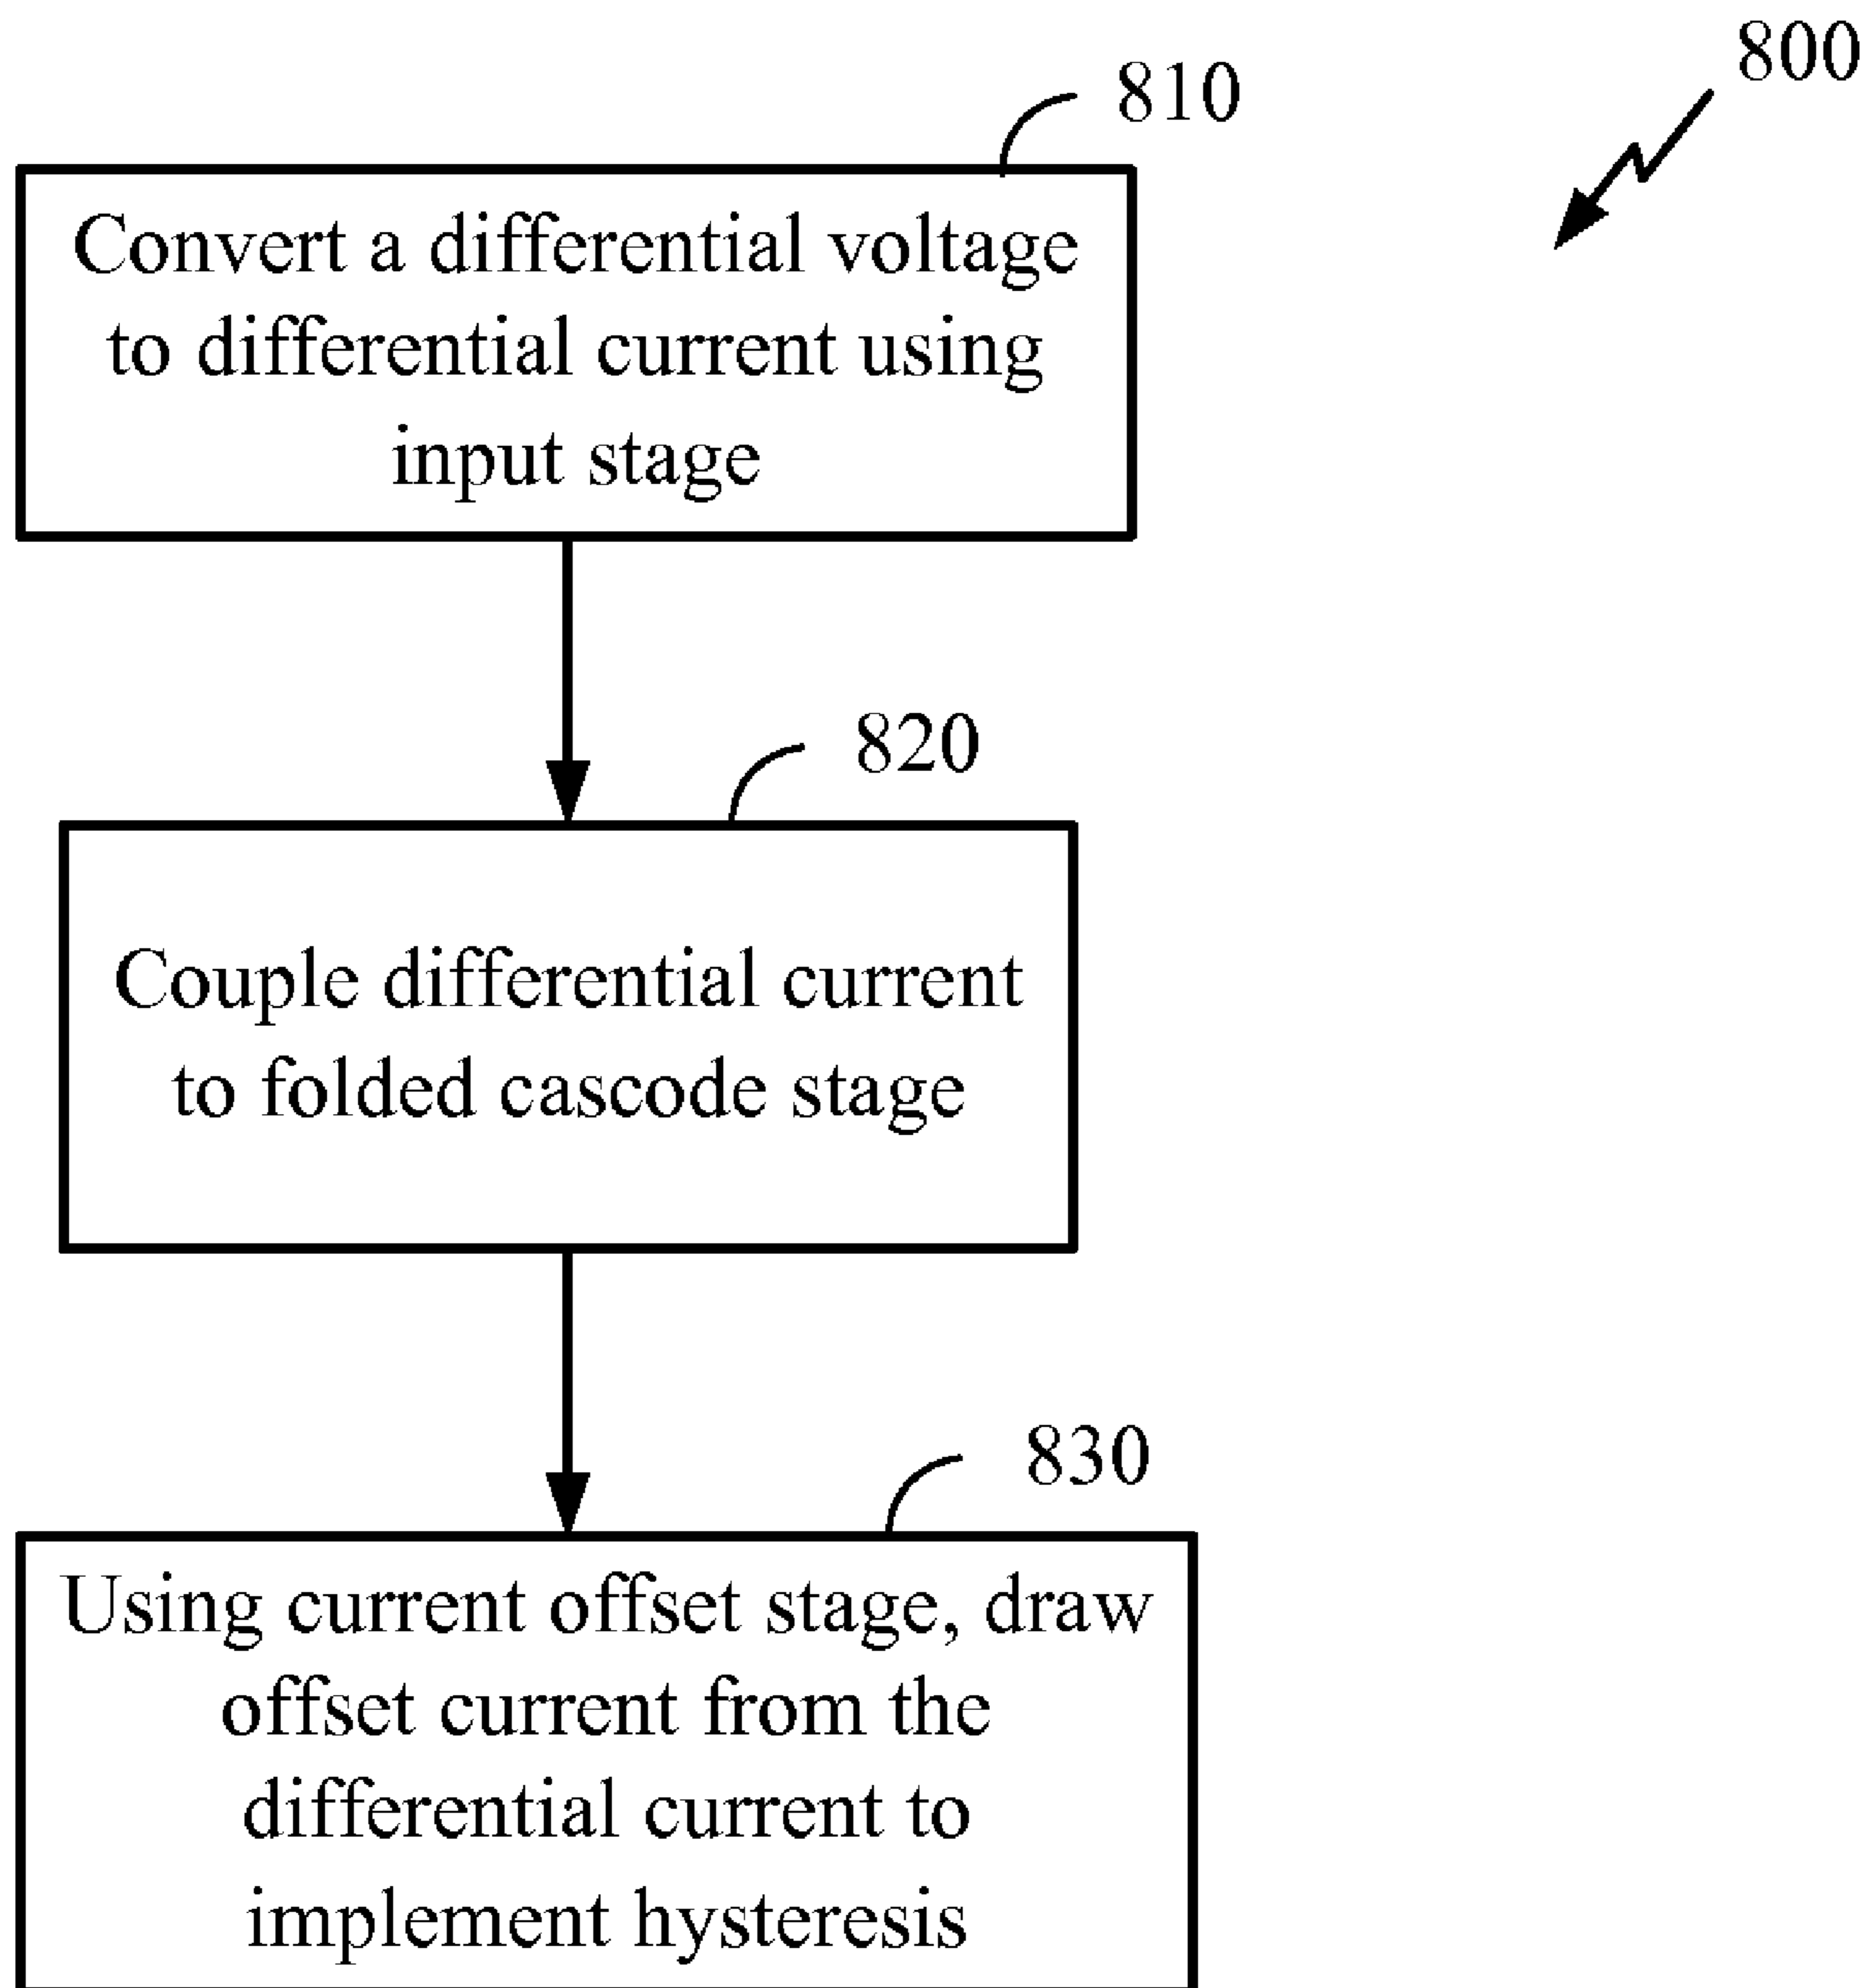 800
810
Convert a differential voltage
to differential current using
input stage
820
Couple differential current
to folded cascode stage
830
Using current offset stage, draw
offset current from the
differential current to
implement hysteresis